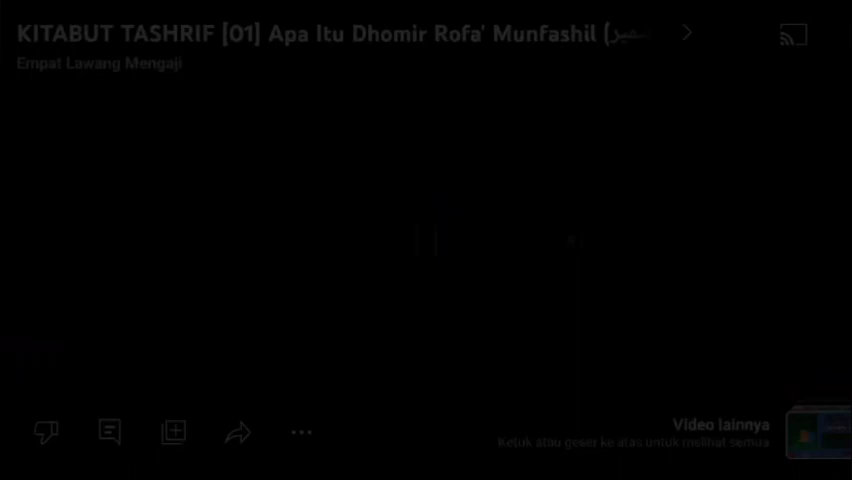 KITABUT TASHRIF [01] Apa Itu Dhomir Rofa' Munfashil (ضمير
Empat Lawang Mengaji
Video lainnya
Ketuk atau geser ke atas untuk melihat semua